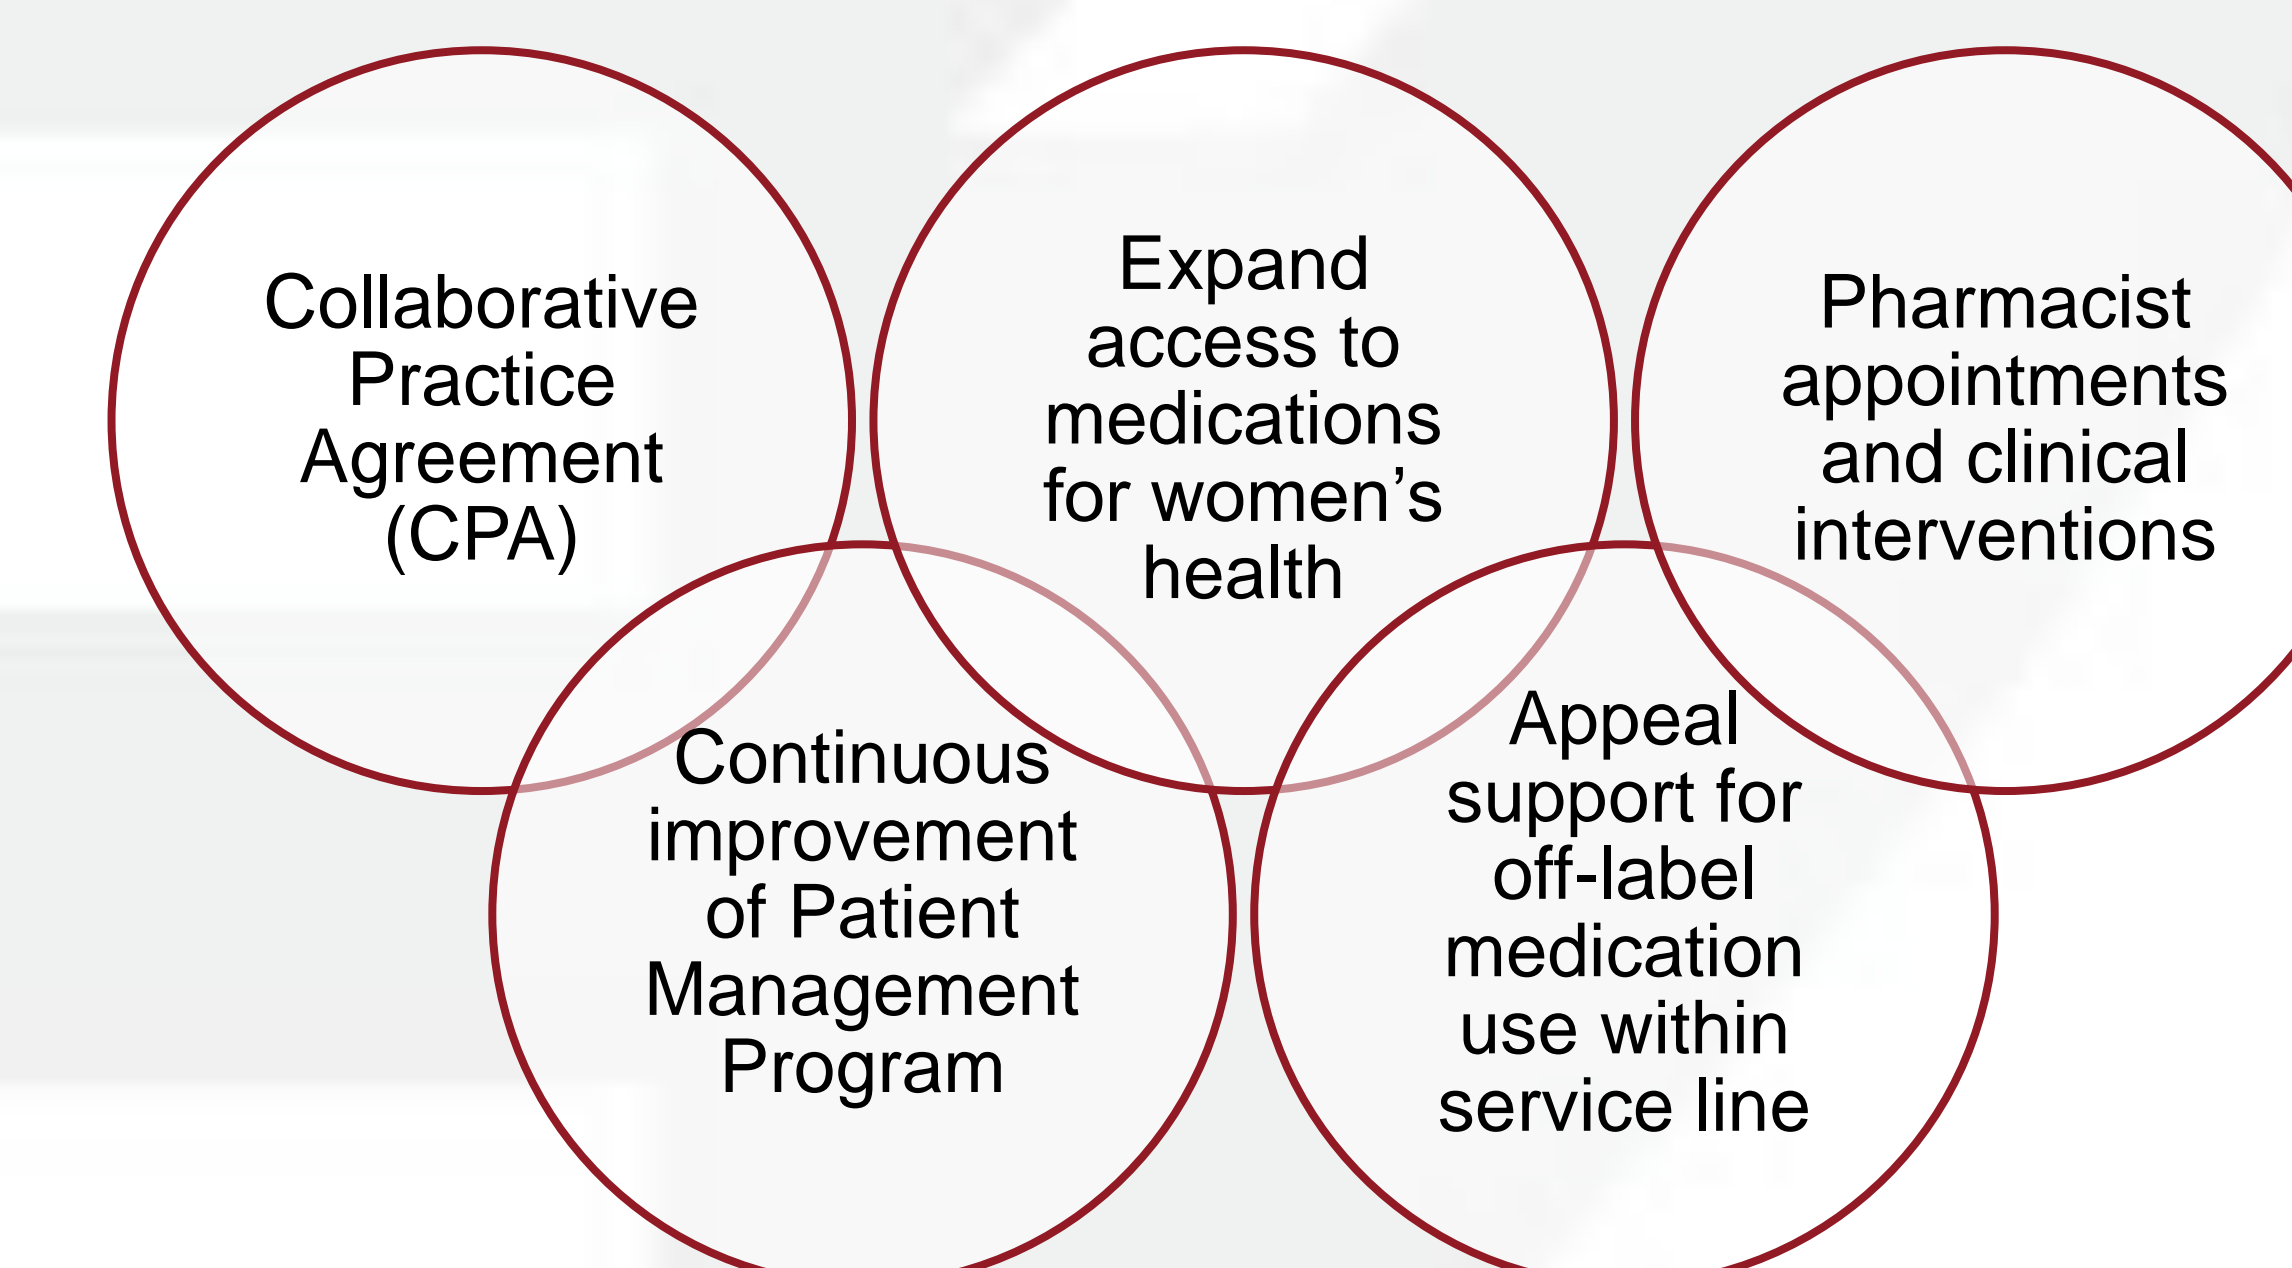 Collaborative
Practice
Agreement
(CPA)
Continuous
improvement
of Patient
Management
Program
Expand
access to
medications
for women’s
health
Appeal
support for
off-label
medication
use within
service line
Pharmacist
appointments
and clinical
interventions